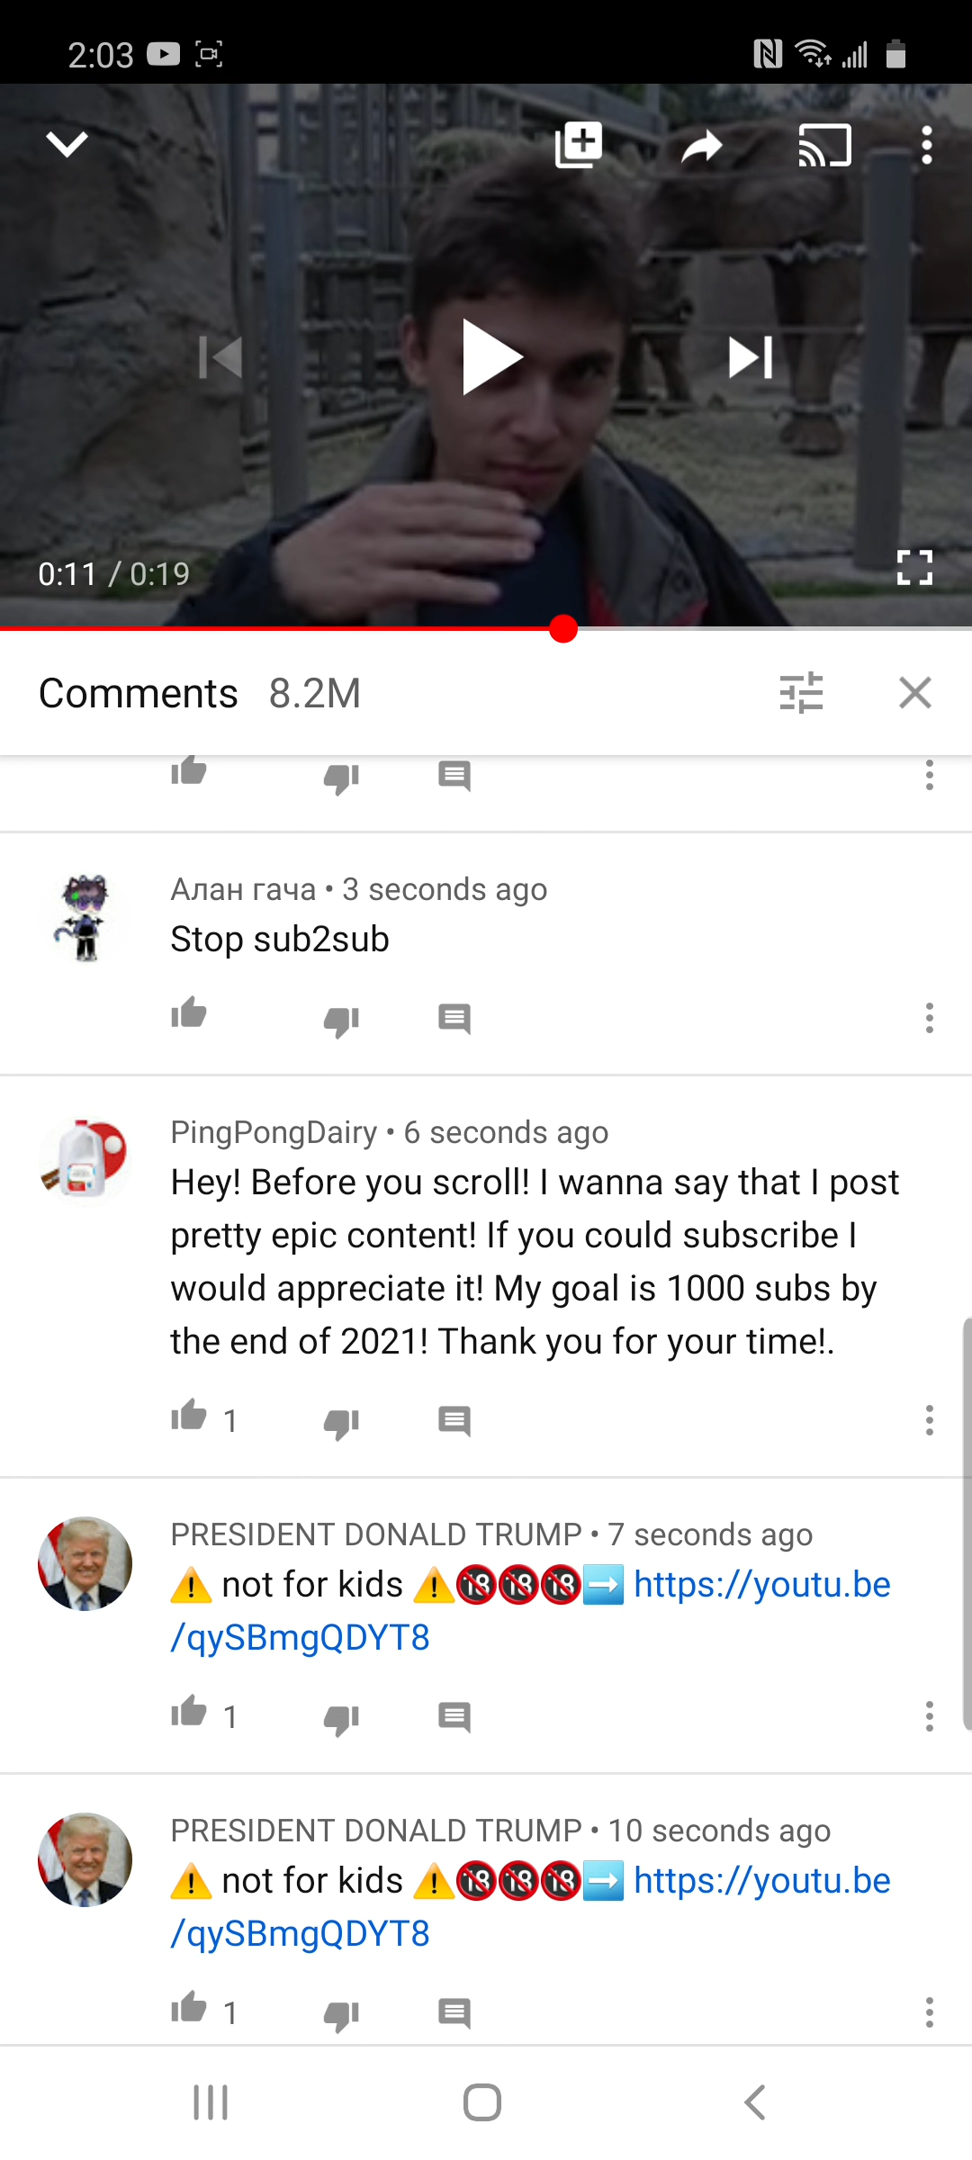 2:03
0:11 / 0:19
Comments 8.2M
Алан гача • 3 seconds ago
Stop sub2sub
PingPongDairy • 6 seconds ago
Hey! Before you scroll! I wanna say that I post
pretty epic content! If you could subscribe I
would appreciate it! My goal is 1000 subs by
the end of 2021! Thank you for your time!.
1
PRESIDENT DONALD TRUMP • 7 seconds ago
⚠️ not for kids ⚠️🔞🔞🔞➡️ https://youtu.be
/qySBmgQDYT8
1
PRESIDENT DONALD TRUMP • 10 seconds ago
⚠️ not for kids ⚠️🔞🔞🔞➡️ https://youtu.be
/qySBmgQDYT8
1